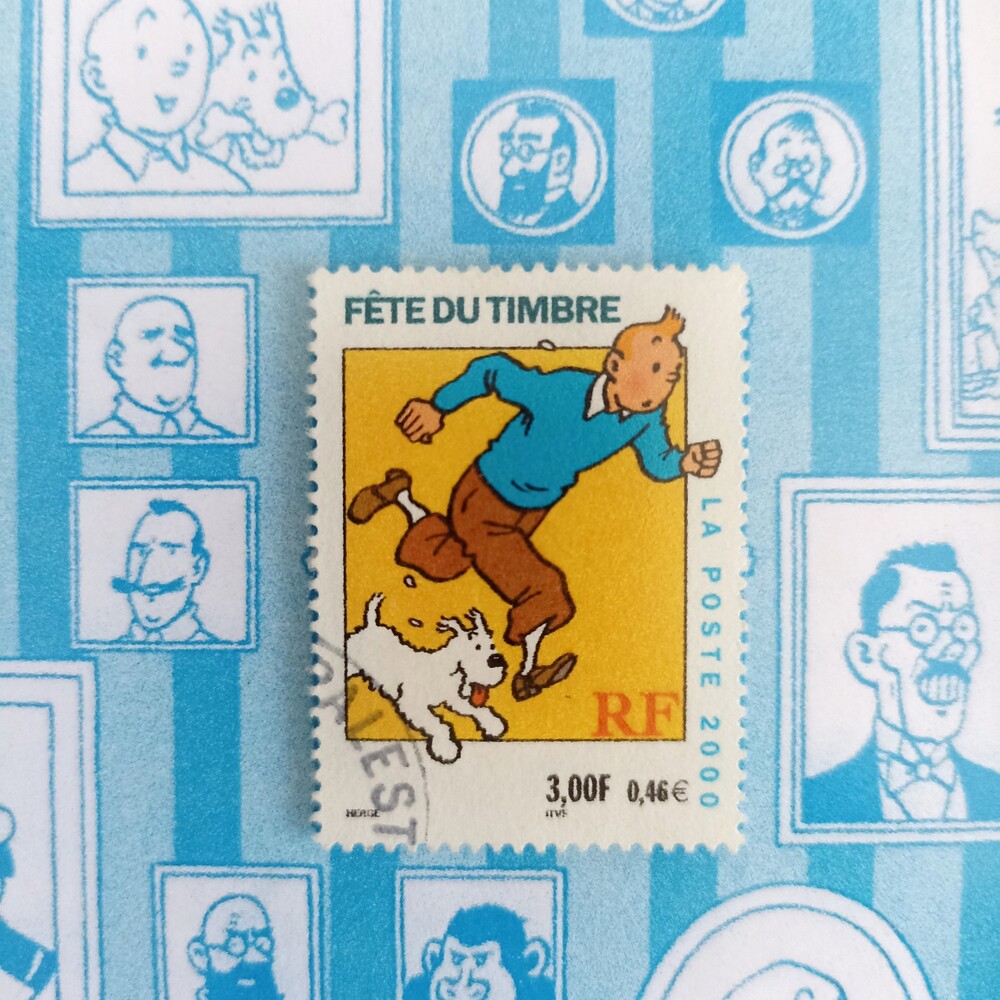 FÊTE DU TIMBRE
LA POSTE 2000
RF
3,00F 0,46€
HERGÉ
ITVF